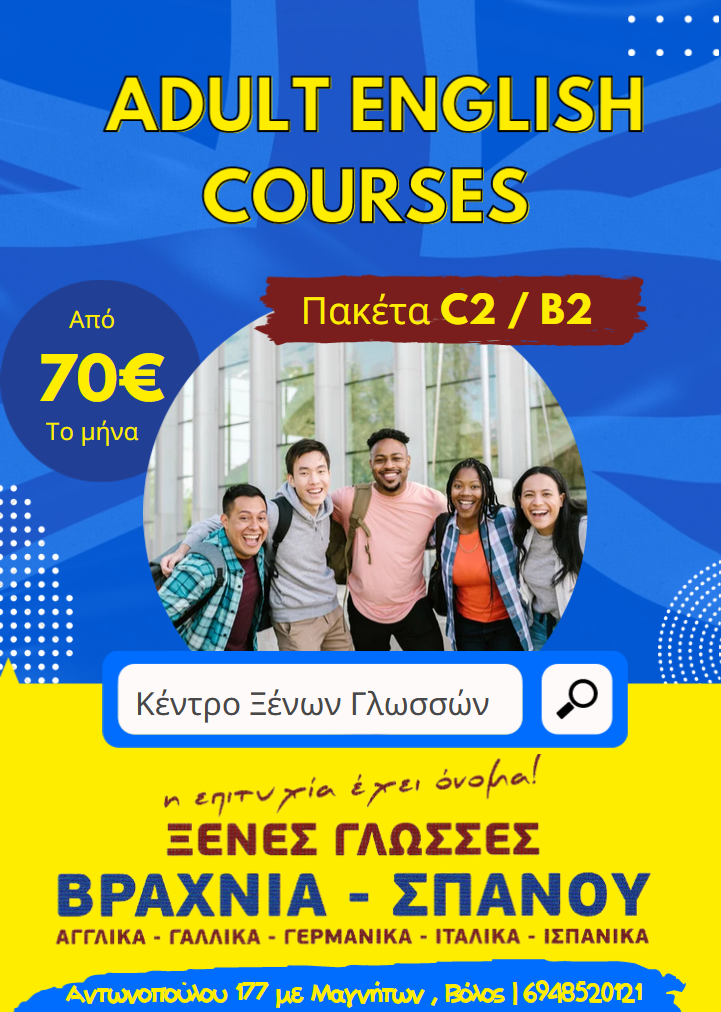 ADULT ENGLISH
COURSES
Πακέτα C2 / B2
Από
70€
Το μήνα
Κέντρο Ξένων Γλωσσών
η επιτυχία έχει όνομα!
ΞΕΝΕΣ ΓΛΩΣΣΕΣ
ΒΡΑΧΝΙΑ - ΣΠΑΝΟΥ
ΑΓΓΛΙΚΑ - ΓΑΛΛΙΚΑ - ΓΕΡΜΑΝΙΚΑ - ΙΤΑΛΙΚΑ - ΙΣΠΑΝΙΚΑ
Αντωνοπούλου 177 με Μαγνήτων , Βόλος | 6948520121